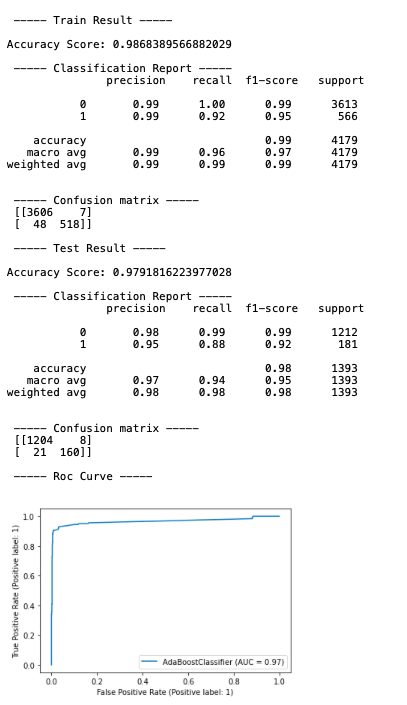 ----- Train Result -----
Accuracy Score: 0.9868389566882029
----- Classification Report -----
precision recall f1-score support
0 0.99 1.00 0.99 3613
1 0.99 0.92 0.95 566
accuracy 0.99 4179
macro avg 0.99 0.96 0.97 4179
weighted avg 0.99 0.99 0.99 4179
----- Confusion matrix -----
[[3606 7]
[ 48 518]]
----- Test Result -----
Accuracy Score: 0.9791816223977028
----- Classification Report -----
precision recall f1-score support
0 0.98 0.99 0.99 1212
1 0.95 0.88 0.92 181
accuracy 0.98 1393
macro avg 0.97 0.94 0.95 1393
weighted avg 0.98 0.98 0.98 1393
----- Confusion matrix -----
[[1204 8]
[ 21 160]]
----- Roc Curve -----
True Positive Rate (Positive label: 1)
1.0
0.8
0.6
0.4
0.2
0.0
AdaBoostClassifier (AUC = 0.97)
0.0 0.2 0.4 0.6 0.8 1.0
False Positive Rate (Positive label: 1)